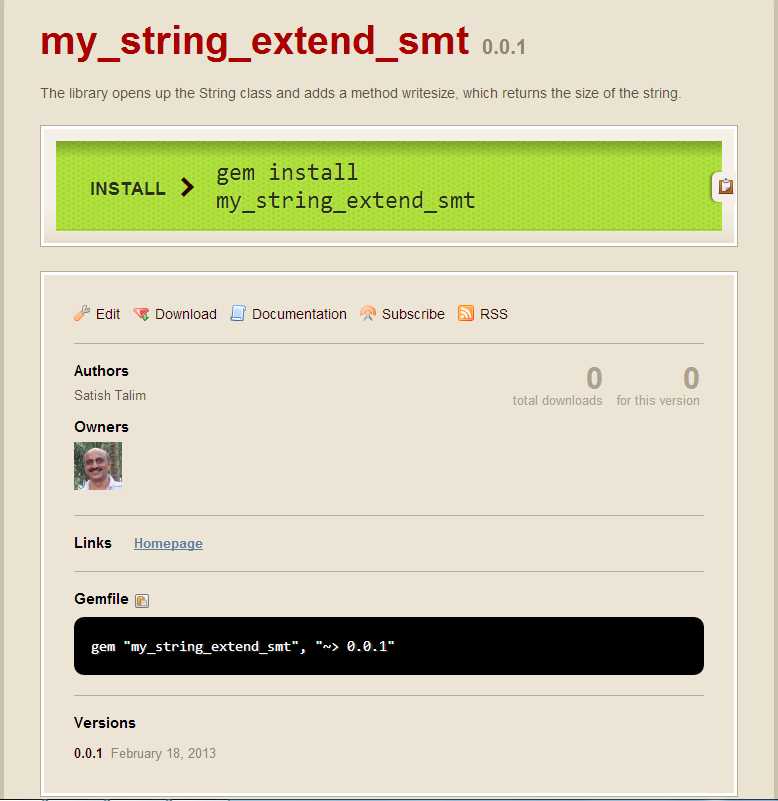 my_string_extend_smt 0.0.1
The library opens up the String class and adds a method writesize, which returns the size of the string.
INSTALL gem install
my_string_extend_smt
Edit Download Documentation Subscribe RSS
Authors
Satish Talim
0 0
total downloads for this version
Owners
Links Homepage
Gemfile
gem "my_string_extend_smt", "~> 0.0.1"
Versions
0.0.1 February 18, 2013